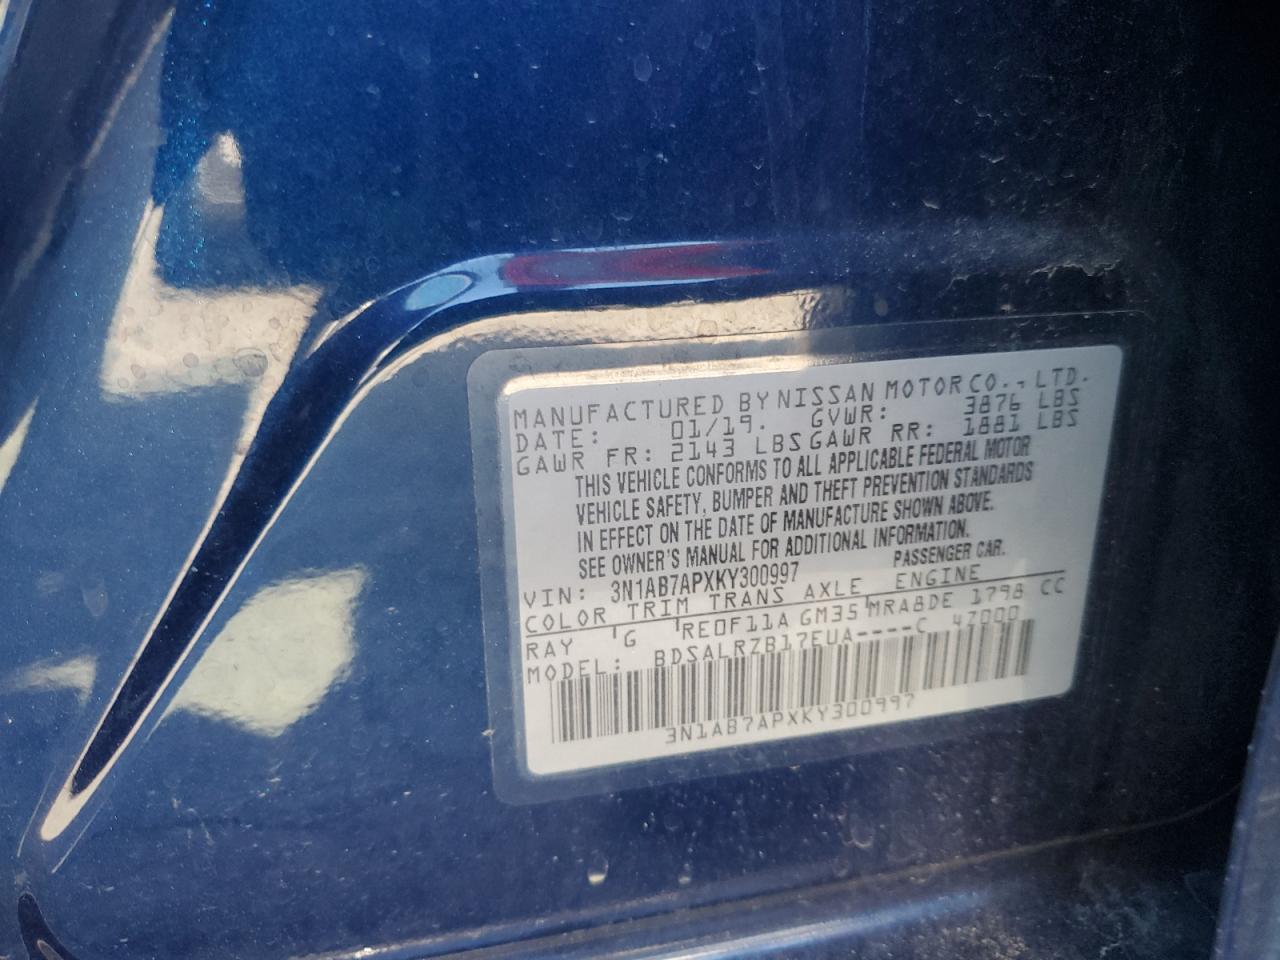 MANUFACTURED BY NISSAN MOTOR CO., LTD.
DATE: 01/19. GVWR: 3876 LBS
GAWR FR: 2143 LBS GAWR RR: 1881 LBS
THIS VEHICLE CONFORMS TO ALL APPLICABLE FEDERAL MOTOR
VEHICLE SAFETY, BUMPER AND THEFT PREVENTION STANDARDS
IN EFFECT ON THE DATE OF MANUFACTURE SHOWN ABOVE.
SEE OWNER'S MANUAL FOR ADDITIONAL INFORMATION.
VIN: 3N1AB7APXKY300997 PASSENGER CAR.
COLOR TRIM TRANS AXLE ENGINE
RAY G RE0F11A GM35 MRA8DE 1798 CC
MODEL: BDSALRZB17EUA----C 47000
3N1AB7APXKY300997